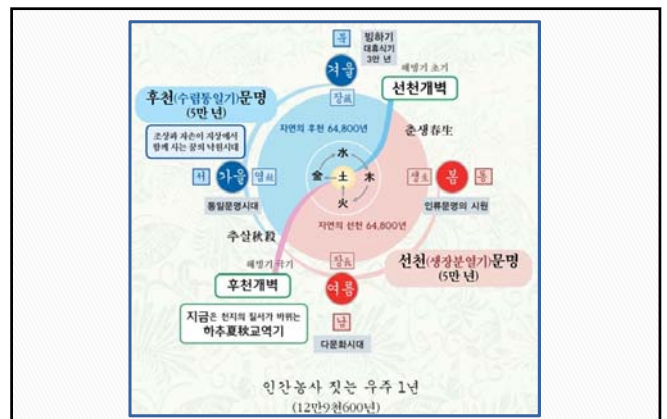 북
빙하기
대휴식기
3만 년
겨울
장藏
해빙기 초기
선천개벽
후천(수렴통일기)문명
(5만 년)
조상과 자손이 지상에서
함께 사는 꿈의 낙원시대
자연의 후천 64,800년
춘생春生
水
金 土 木
火
서 가을 염斂
통일문명시대
생生 봄 동
인류문명의 시원
자연의 선천 64,800년
추살秋殺
해빙기 극기
후천개벽
지금은 천지의 질서가 바뀌는
하추夏秋교역기
장長
여름
남
다문화시대
선천(생장분열기)문명
(5만 년)
인간농사 짓는 우주 1년
(12만9천600년)